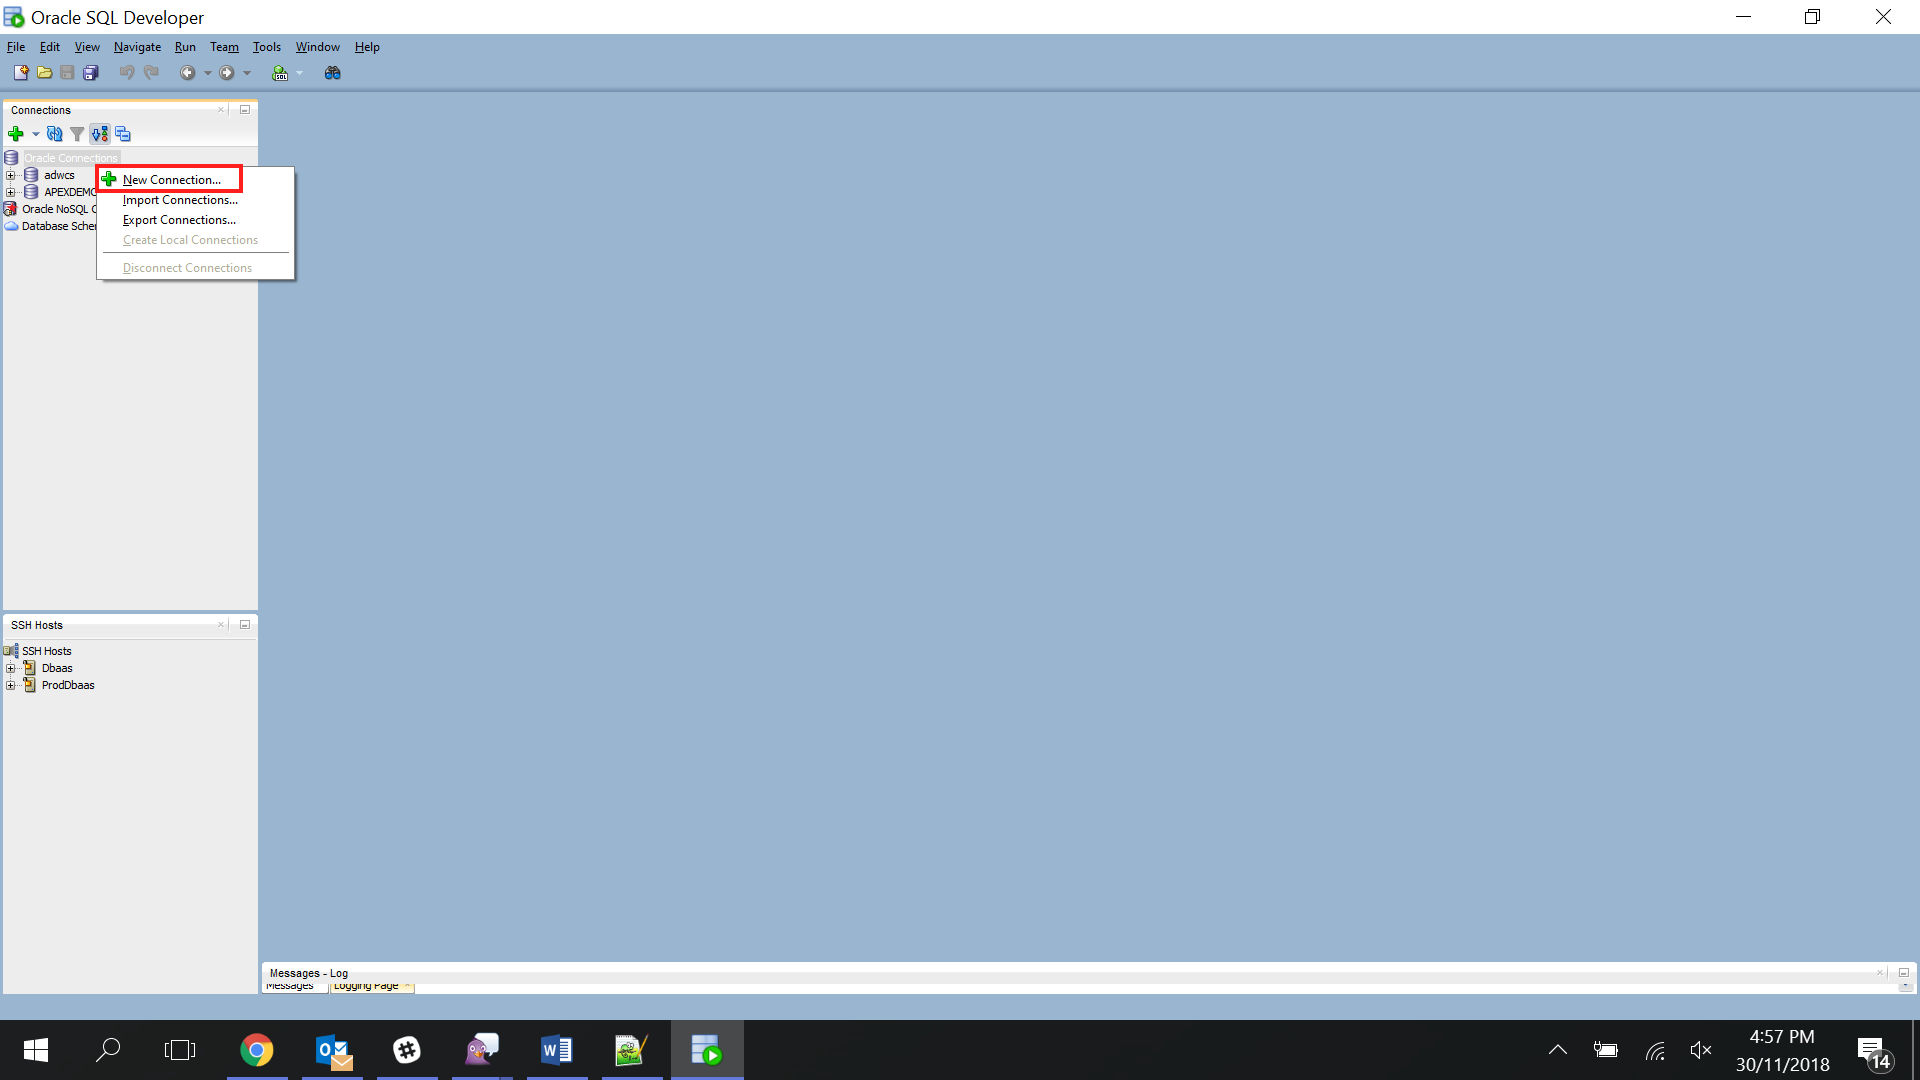 Oracle SQL Developer
File Edit View Navigate Run Team Tools Window Help
SQL
Connections
Oracle Connections
adwcs
APEXDEMO
Oracle NoSQL C
Database Scher
New Connection...
Import Connections...
Export Connections...
Create Local Connections
Disconnect Connections
SSH Hosts
SSH Hosts
Dbaas
ProdDbaas
Messages - Log
Messages Logging Page
4:57 PM
30/11/2018
14